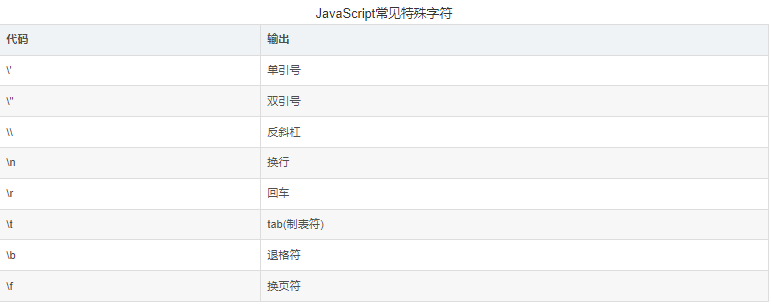 JavaScript常见特殊字符
代码 输出
\' 单引号
\" 双引号
\\ 反斜杠
\n 换行
\r 回车
\t tab(制表符)
\b 退格符
\f 换页符